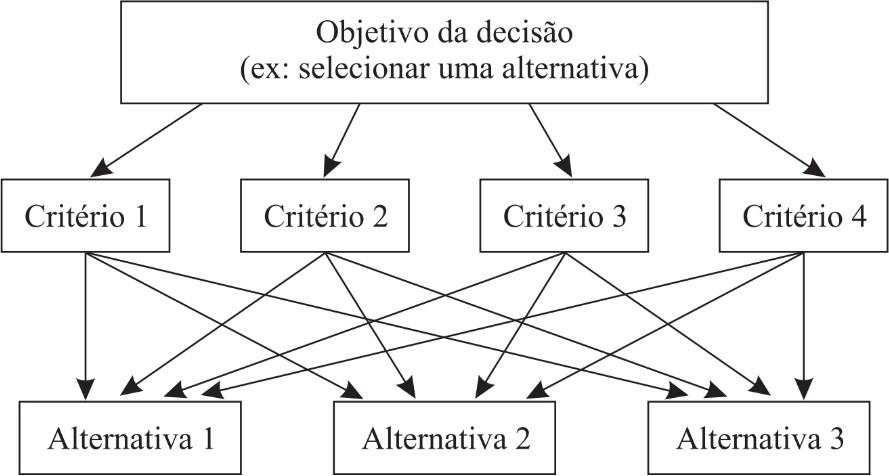 Objetivo da decisão
(ex: selecionar uma alternativa)
Critério 1
Critério 2
Critério 3
Critério 4
Alternativa 1
Alternativa 2
Alternativa 3